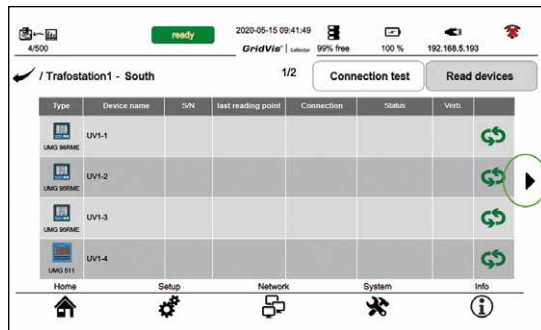 ready
2020-05-15 09:41:49
4/500
GridVis® | collector
99% free
100 %
192.168.5.193
/ Trafostation1 - South
1/2
Connection test
Read devices
Type Device name S/N last reading point Connection Status Verb.
UMG 96RME UV1-1
UMG 96RME UV1-2
UMG 96RME UV1-3
UMG 511 UV1-4
Home Setup Network System Info